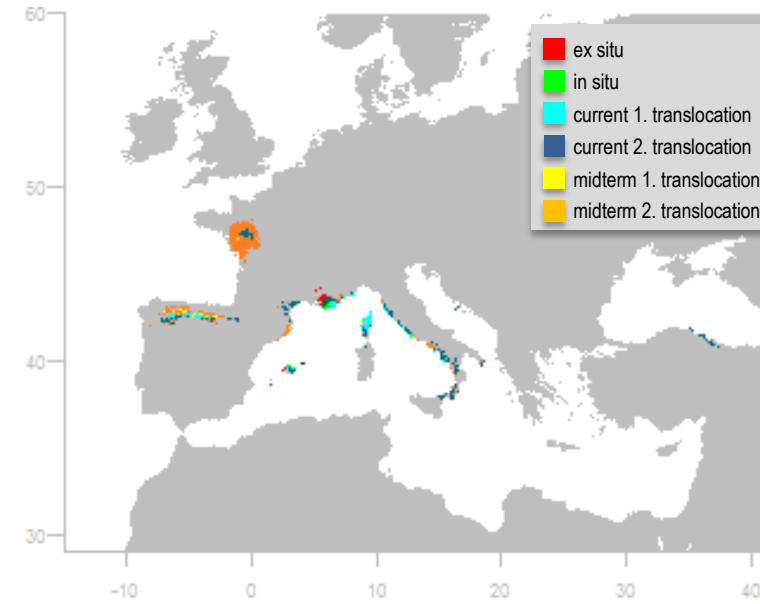 60
ex situ
in situ
current 1. translocation
current 2. translocation
midterm 1. translocation
midterm 2. translocation
50
40
30
-10 0 10 20 30 40